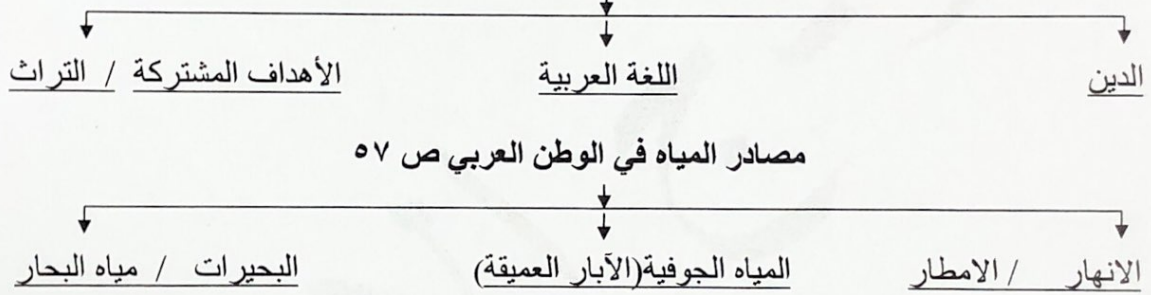 الدين اللغة العربية الأهداف المشتركة / التراث
مصادر المياه في الوطن العربي ص ٥٧
الانهار / الامطار المياه الجوفية(الآبار العميقة) البحيرات / مياه البحار